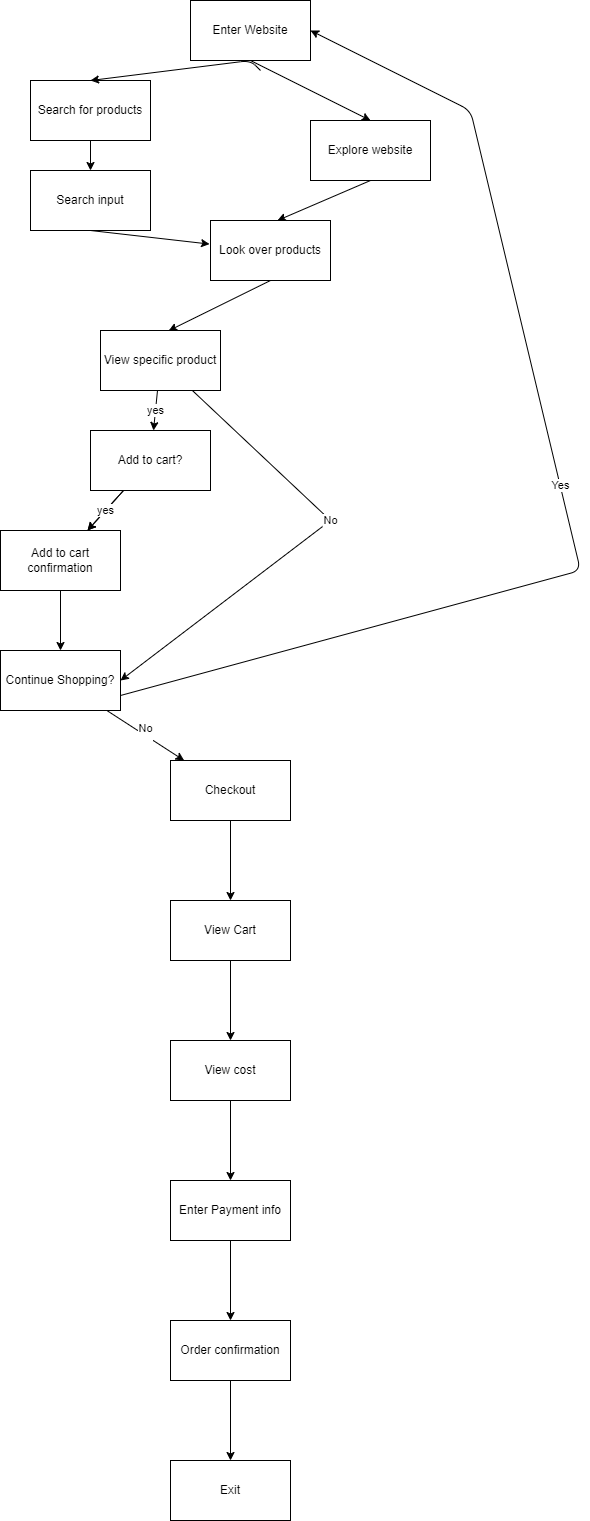 Enter Website
Search for products
Explore website
Search input
Look over products
View specific product
yes
Add to cart?
yes
Add to cart
confirmation
No
Yes
Continue Shopping?
No
Checkout
View Cart
View cost
Enter Payment info
Order confirmation
Exit